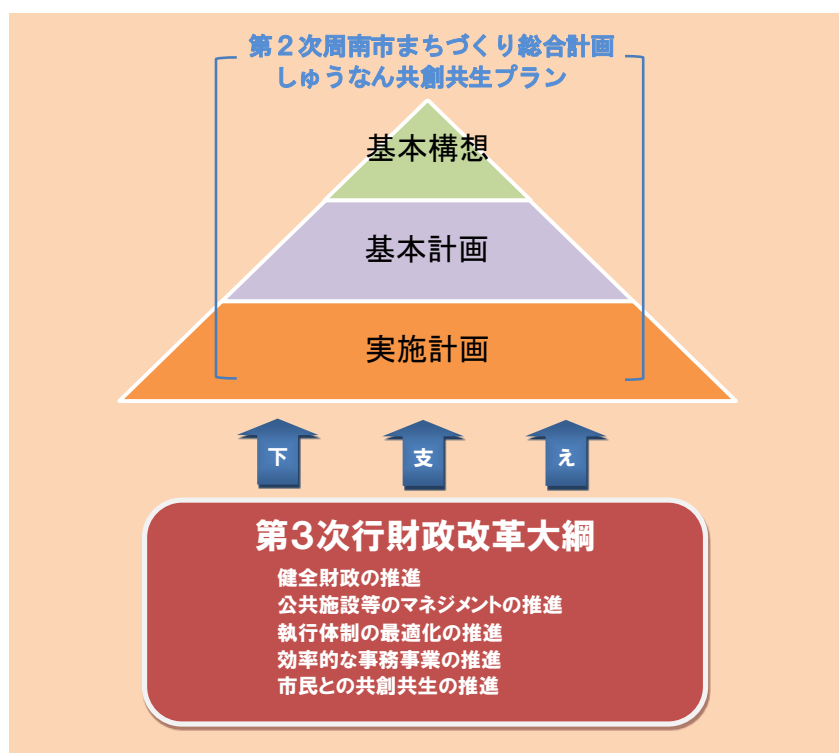 第２次周南市まちづくり総合計画
しゅうなん共創共生プラン
基本構想
基本計画
実施計画
下 支 え
第３次行財政改革大綱
健全財政の推進
公共施設等のマネジメントの推進
執行体制の最適化の推進
効率的な事務事業の推進
市民との共創共生の推進